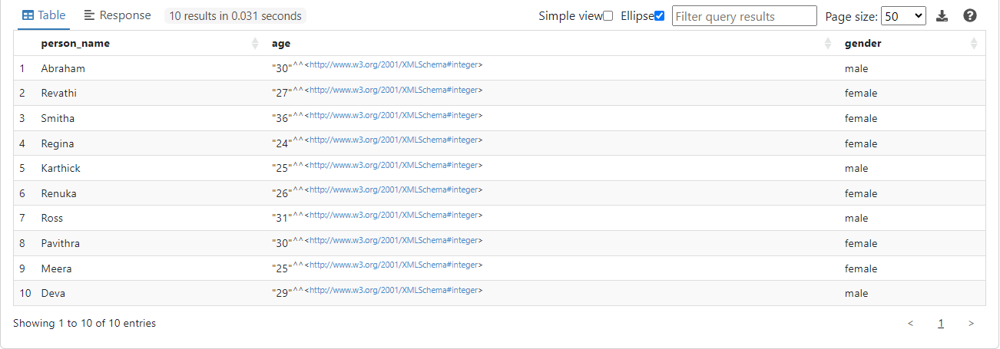 Table Response 10 results in 0.031 seconds Simple view Ellipse Filter query results Page size: 50
person_name age gender
1 Abraham "30"^^<http://www.w3.org/2001/XMLSchema#integer> male
2 Revathi "27"^^<http://www.w3.org/2001/XMLSchema#integer> female
3 Smitha "36"^^<http://www.w3.org/2001/XMLSchema#integer> female
4 Regina "24"^^<http://www.w3.org/2001/XMLSchema#integer> female
5 Karthick "25"^^<http://www.w3.org/2001/XMLSchema#integer> male
6 Renuka "26"^^<http://www.w3.org/2001/XMLSchema#integer> female
7 Ross "31"^^<http://www.w3.org/2001/XMLSchema#integer> male
8 Pavithra "30"^^<http://www.w3.org/2001/XMLSchema#integer> female
9 Meera "25"^^<http://www.w3.org/2001/XMLSchema#integer> female
10 Deva "29"^^<http://www.w3.org/2001/XMLSchema#integer> male
Showing 1 to 10 of 10 entries < 1 >